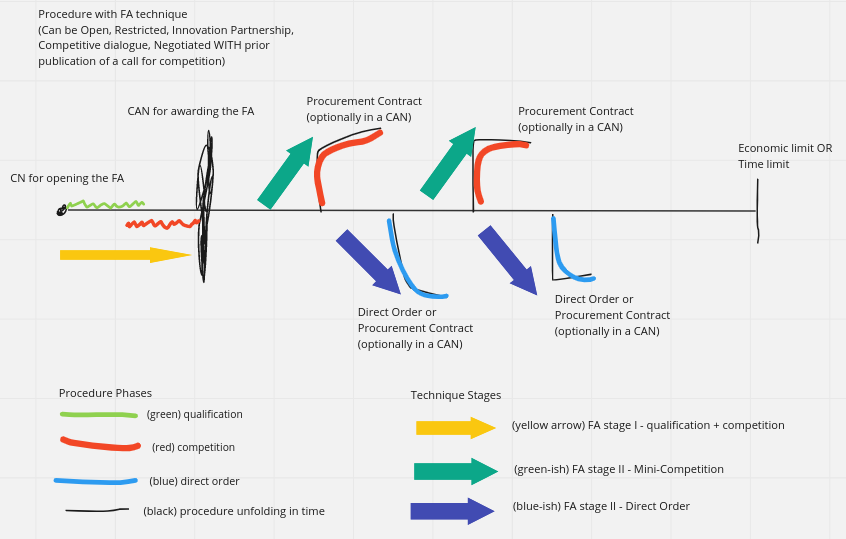 Procedure with FA technique
(Can be Open, Restricted, Innovation Partnership,
Competitive dialogue, Negotiated WITH prior
publication of a call for competition)
CAN for awarding the FA
Procurement Contract
(optionally in a CAN)
Procurement Contract
(optionally in a CAN)
Economic limit OR
Time limit
CN for opening the FA
Direct Order or
Procurement Contract
(optionally in a CAN)
Direct Order or
Procurement Contract
(optionally in a CAN)
Procedure Phases
(green) qualification
(red) competition
(blue) direct order
(black) procedure unfolding in time
Technique Stages
(yellow arrow) FA stage I - qualification + competition
(green-ish) FA stage II - Mini-Competition
(blue-ish) FA stage II - Direct Order